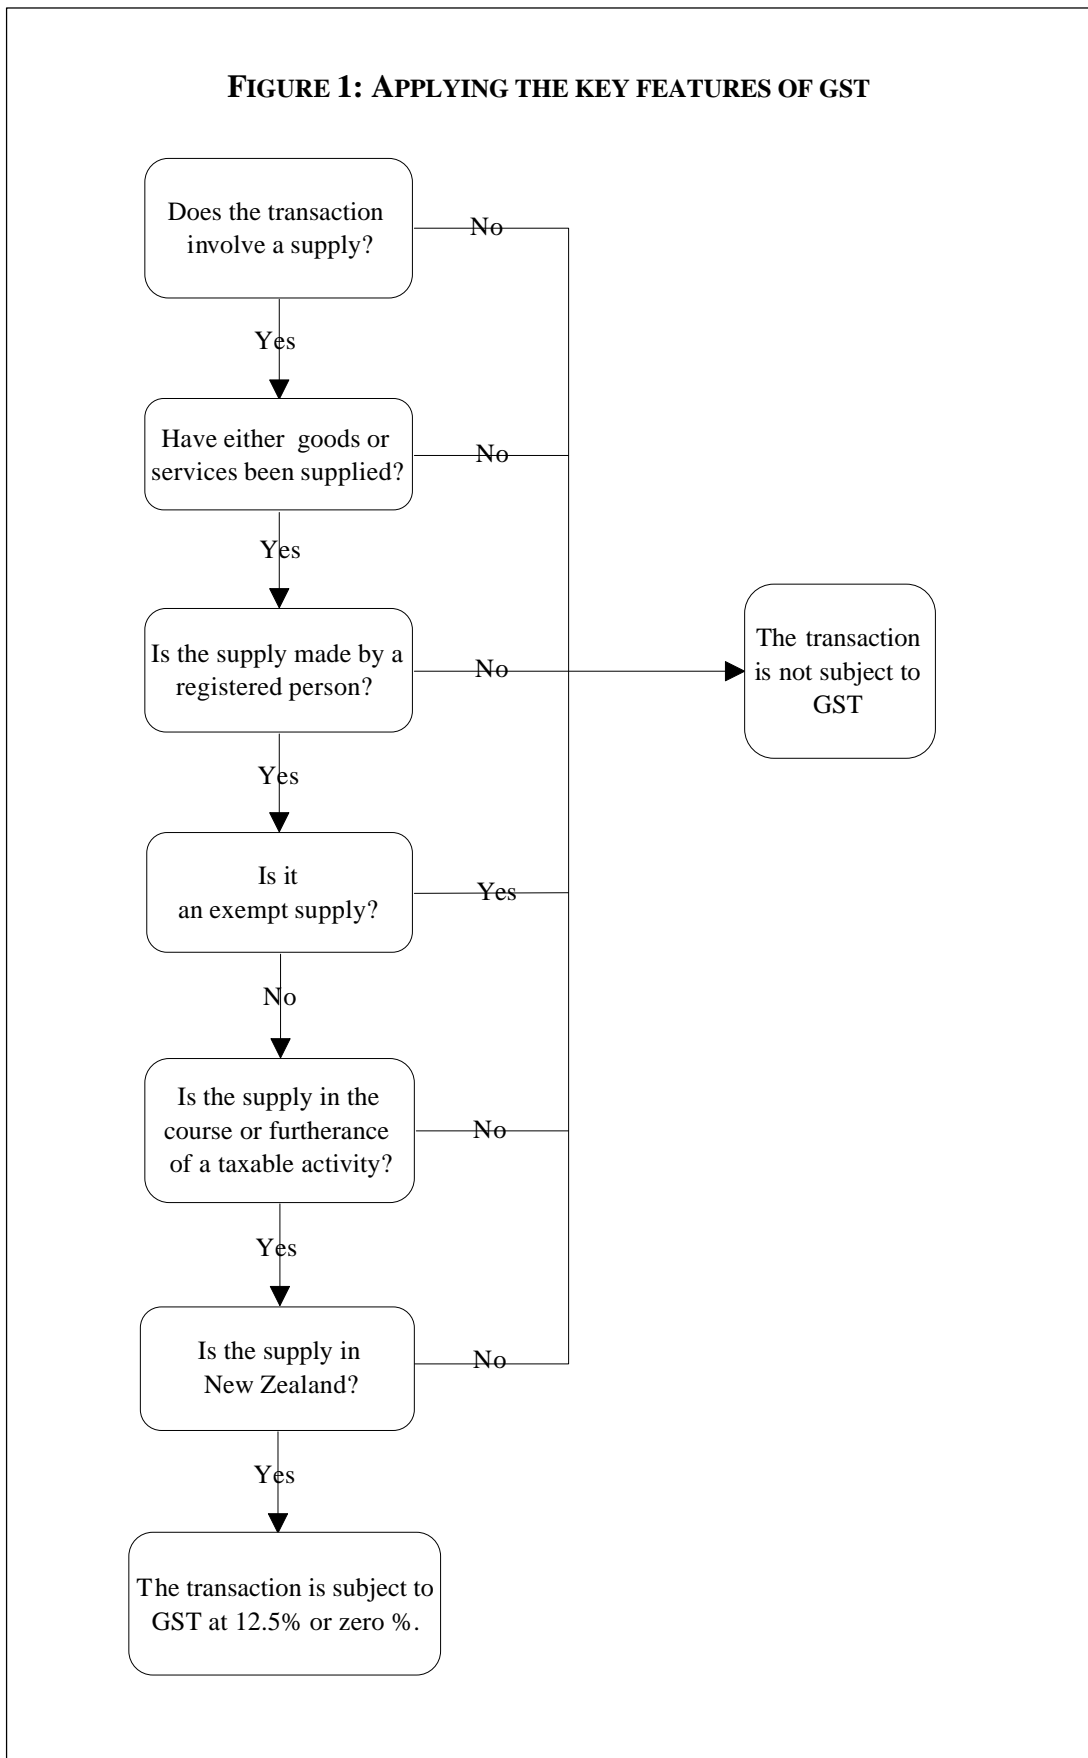 FIGURE 1: APPLYING THE KEY FEATURES OF GST
Does the transaction
involve a supply?
No
Yes
Have either goods or
services been supplied?
No
Yes
Is the supply made by a
registered person?
No
The transaction
is not subject to
GST
Yes
Is it
an exempt supply?
Yes
No
Is the supply in the
course or furtherance
of a taxable activity?
No
Yes
Is the supply in
New Zealand?
No
Yes
The transaction is subject to
GST at 12.5% or zero %.